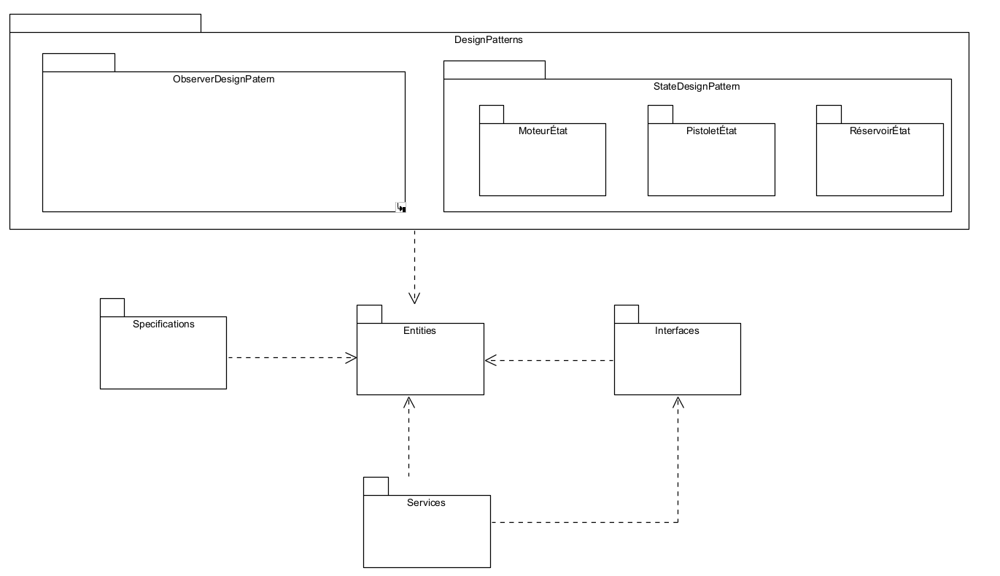 DesignPatterns
ObserverDesignPatern
StateDesignPattern
MoteurÉtat
PistoletÉtat
RéservoirÉtat
Specifications
Entities
Interfaces
Services